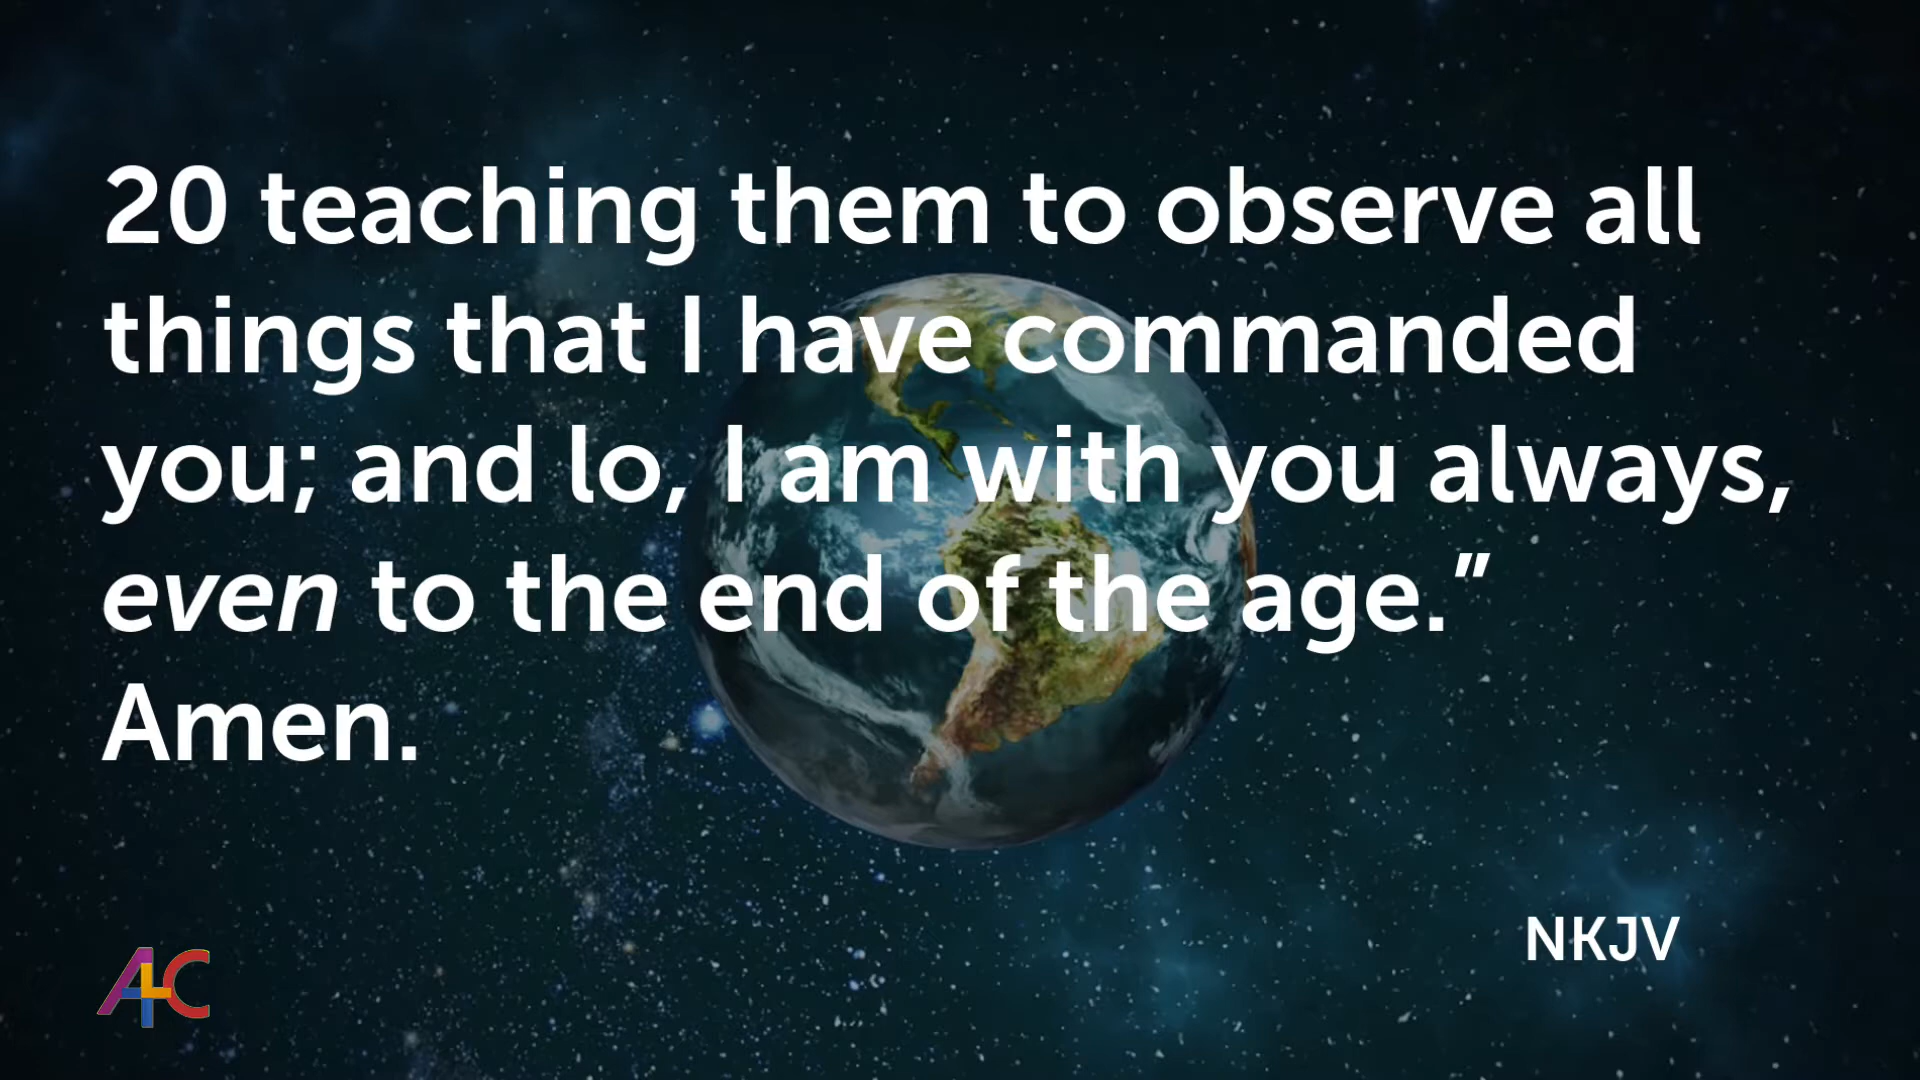 20 teaching them to observe all
things that I have commanded
you; and lo, I am with you always,
even to the end of the age.”
Amen.
NKJV
ALC